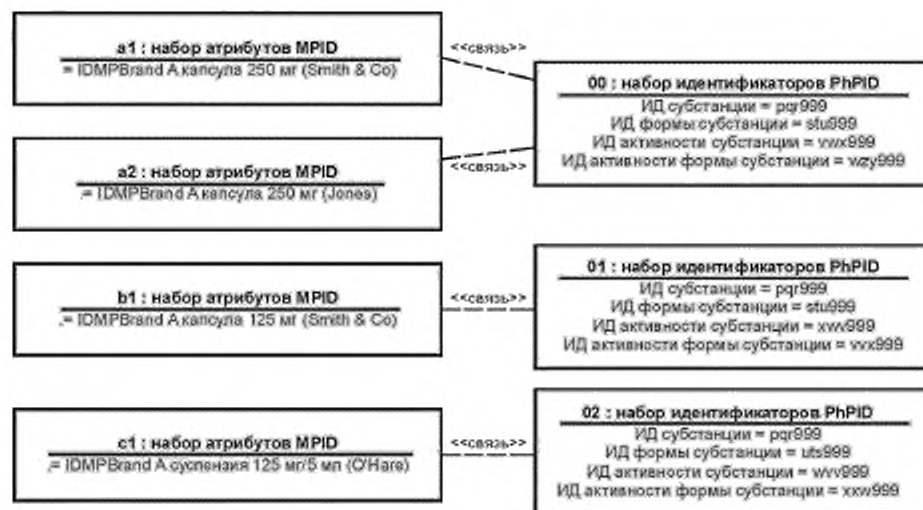 a1 : набор атрибутов MPID
= IDMPBrand A капсула 250 мг (Smith & Co)
<<связь>>
00 : набор идентификаторов PhPID
ИД субстанции = pqr999
ИД формы субстанции = stu999
ИД активности субстанции = vwx999
ИД активности формы субстанции = wzy999
a2 : набор атрибутов MPID
= IDMPBrand A капсула 250 мг (Jones)
<<связь>>
b1 : набор атрибутов MPID
= IDMPBrand A капсула 125 мг (Smith & Co)
<<связь>>
01 : набор идентификаторов PhPID
ИД субстанции = pqr999
ИД формы субстанции = stu999
ИД активности субстанции = xwv999
ИД активности формы субстанции = vvx999
c1 : набор атрибутов MPID
= IDMPBrand A суспензия 125 мг/5 мл (O'Hare)
<<связь>>
02 : набор идентификаторов PhPID
ИД субстанции = pqr999
ИД формы субстанции = uts999
ИД активности субстанции = wvv999
ИД активности формы субстанции = xxw999